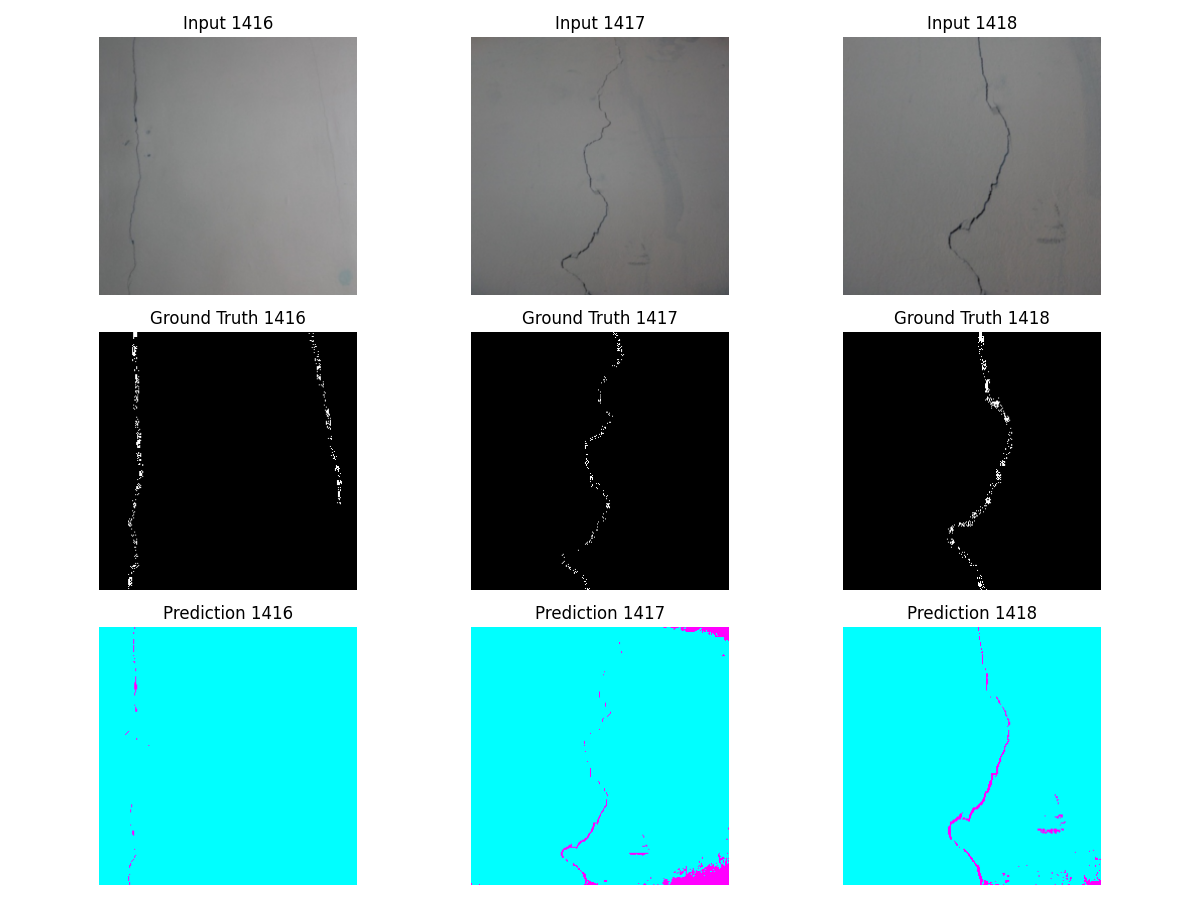 Input 1416
Input 1417
Input 1418
Ground Truth 1416
Ground Truth 1417
Ground Truth 1418
Prediction 1416
Prediction 1417
Prediction 1418